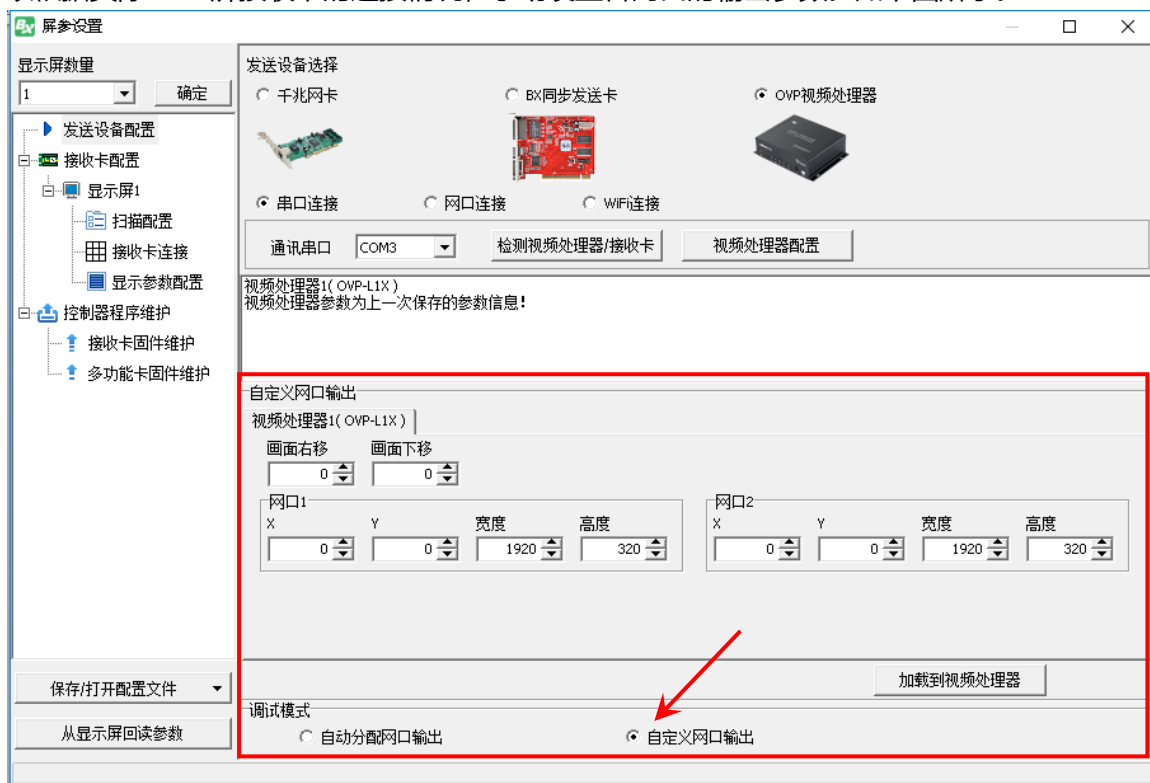 屏参设置
显示屏数量
1
确定
发送设备配置
接收卡配置
显示屏1
扫描配置
接收卡连接
显示参数配置
控制器程序维护
接收卡固件维护
多功能卡固件维护
保存/打开配置文件
从显示屏回读参数
发送设备选择
千兆网卡
BX同步发送卡
OVP视频处理器
串口连接
网口连接
WiFi连接
通讯串口
COM3
检测视频处理器/接收卡
视频处理器配置
视频处理器1( OVP-L1X )
视频处理器参数为上一次保存的参数信息!
自定义网口输出
视频处理器1( OVP-L1X )
画面右移 画面下移
0 0
网口1
X Y 宽度 高度
0 0 1920 320
网口2
X Y 宽度 高度
0 0 1920 320
加载到视频处理器
调试模式
自动分配网口输出
自定义网口输出